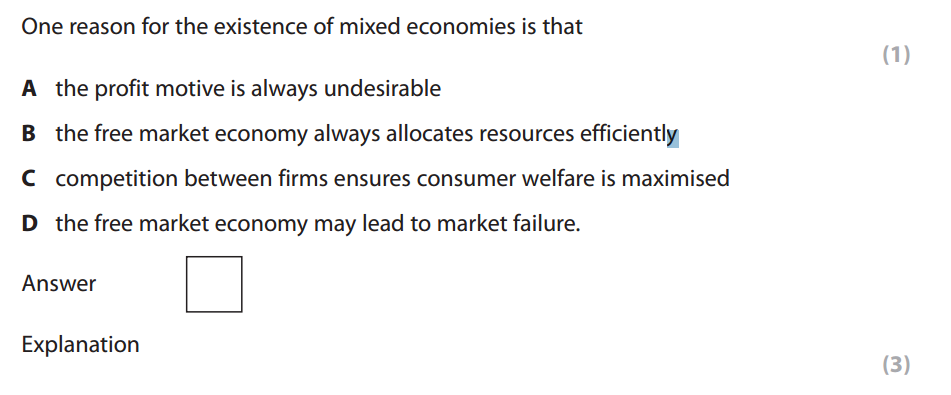 One reason for the existence of mixed economies is that
(1)
A the profit motive is always undesirable
B the free market economy always allocates resources efficiently
C competition between firms ensures consumer welfare is maximised
D the free market economy may lead to market failure.
Answer
Explanation
(3)